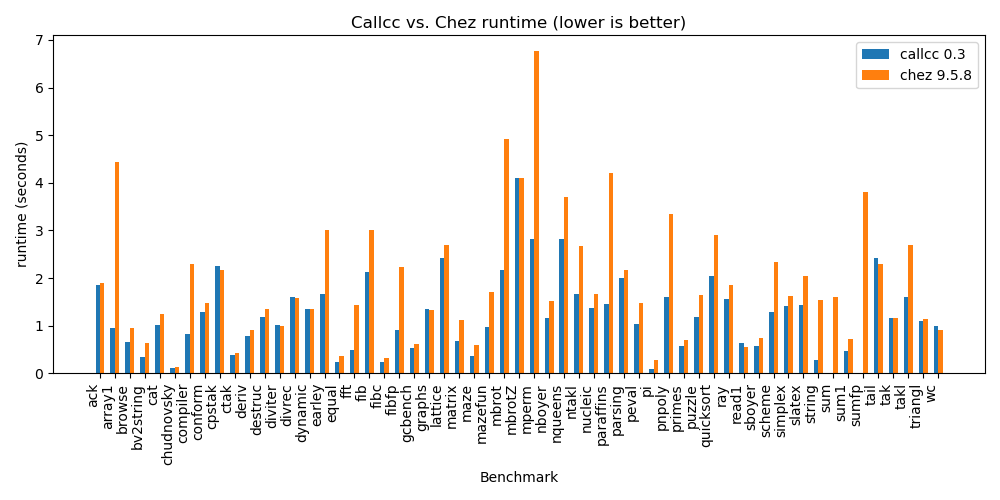 Callcc vs. Chez runtime (lower is better)
callcc 0.3
chez 9.5.8
runtime (seconds)
7
6
5
4
3
2
1
0
ack
array1
browse
bv2string
cat
chudnovsky
compiler
conform
cpstak
ctak
deriv
destruc
diviter
divrec
dynamic
earley
equal
fft
fib
fibc
fibfp
gcbench
graphs
lattice
matrix
maze
mazefun
mbrot
mbrotZ
mperm
nboyer
nqueens
ntakl
nucleic
paraffins
parsing
peval
pi
pnpoly
primes
puzzle
quicksort
ray
read1
sboyer
scheme
simplex
slatex
string
sum
sum1
sumfp
tail
tak
takl
triangl
wc
Benchmark